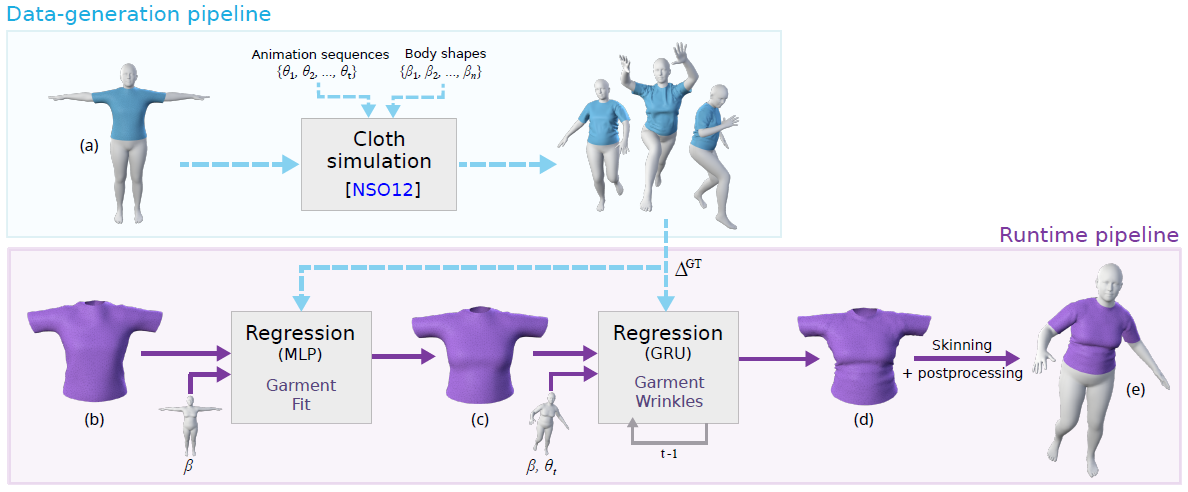 Data-generation pipeline
Animation sequences
{θ1, θ2, ..., θt}
Body shapes
{β1, β2, ..., βn}
(a)
Cloth
simulation
[NSO12]
Runtime pipeline
Δ^GT
Regression
(MLP)
Garment
Fit
Regression
(GRU)
Garment
Wrinkles
Skinning
+ postprocessing
(b)
(c)
(d)
(e)
β
β, θt
t-1